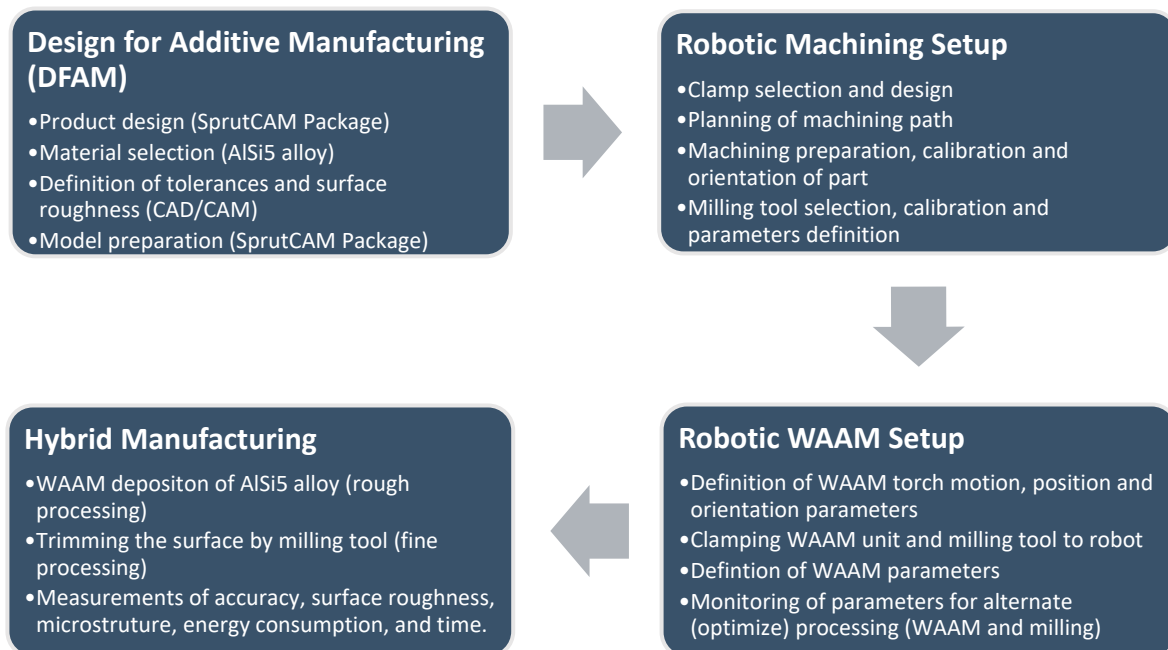 Design for Additive Manufacturing
(DFAM)
•Product design (SprutCAM Package)
•Material selection (AlSi5 alloy)
•Definition of tolerances and surface
roughness (CAD/CAM)
•Model preparation (SprutCAM Package)
Robotic Machining Setup
•Clamp selection and design
•Planning of machining path
•Machining preparation, calibration and
orientation of part
•Milling tool selection, calibration and
parameters definition
Robotic WAAM Setup
•Definition of WAAM torch motion, position and
orientation parameters
•Clamping WAAM unit and milling tool to robot
•Defintion of WAAM parameters
•Monitoring of parameters for alternate
(optimize) processing (WAAM and milling)
Hybrid Manufacturing
•WAAM depositon of AlSi5 alloy (rough
processing)
•Trimming the surface by milling tool (fine
processing)
•Measurements of accuracy, surface roughness,
microstruture, energy consumption, and time.